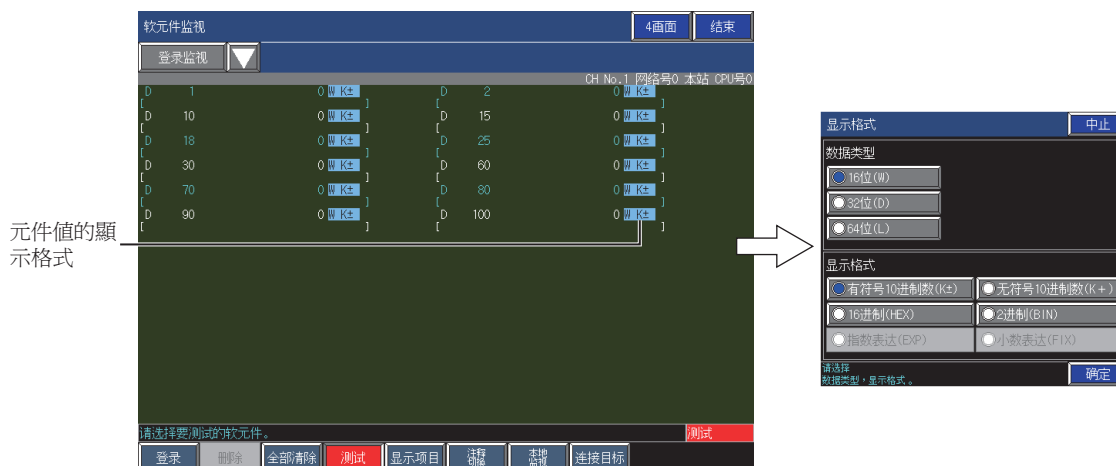 软元件监视 4画面 结束
登录监视
CH No.1 网络号0 本站 CPU号0
D 1 0 W K± D 2 0 W K±
[ ] [ ]
D 10 0 W K± D 15 0 W K±
[ ] [ ]
D 18 0 W K± D 25 0 W K±
[ ] [ ]
D 30 0 W K± D 60 0 W K±
[ ] [ ]
D 70 0 W K± D 80 0 W K±
[ ] [ ]
D 90 0 W K± D 100 0 W K±
[ ] [ ]
请选择要测试的软元件。 测试
登录 删除 全部清除 测试 显示项目 注释切换 本地监视 连接目标
元件值的顯
示格式
显示格式 中止
数据类型
16位(W)
32位(D)
64位(L)
显示格式
有符号10进制数(K±) 无符号10进制数(K+)
16进制(HEX) 2进制(BIN)
指数表达(EXP) 小数表达(FIX)
请选择
数据类型,显示格式。 确定